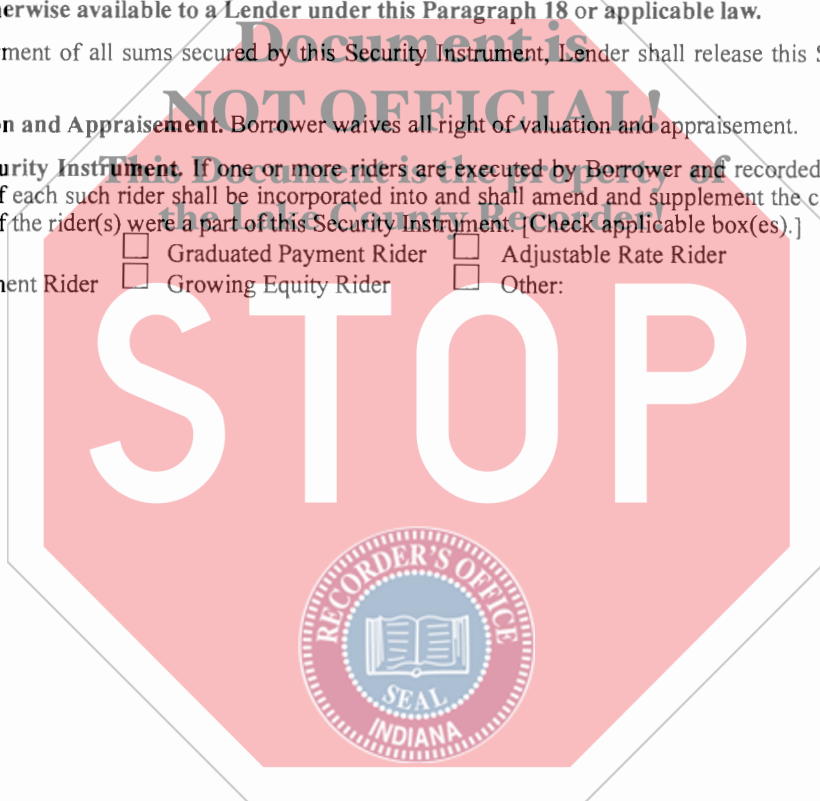 erwise available to a Lender under this Paragraph 18 or applicable law.
Document is
ment of all sums secured by this Security Instrument, Lender shall release this S
NOT OFFICIAL!
n and Appraisement. Borrower waives all right of valuation and appraisement.
This Document is the property of
urity Instrument. If one or more riders are executed by Borrower and recorded
f each such rider shall be incorporated into and shall amend and supplement the c
the Lake County Recorder!
f the rider(s) were a part of this Security Instrument. [Check applicable box(es).]
Graduated Payment Rider Adjustable Rate Rider
ent Rider Growing Equity Rider Other:
STOP
RECORDER'S OFFICE
SEAL
INDIANA